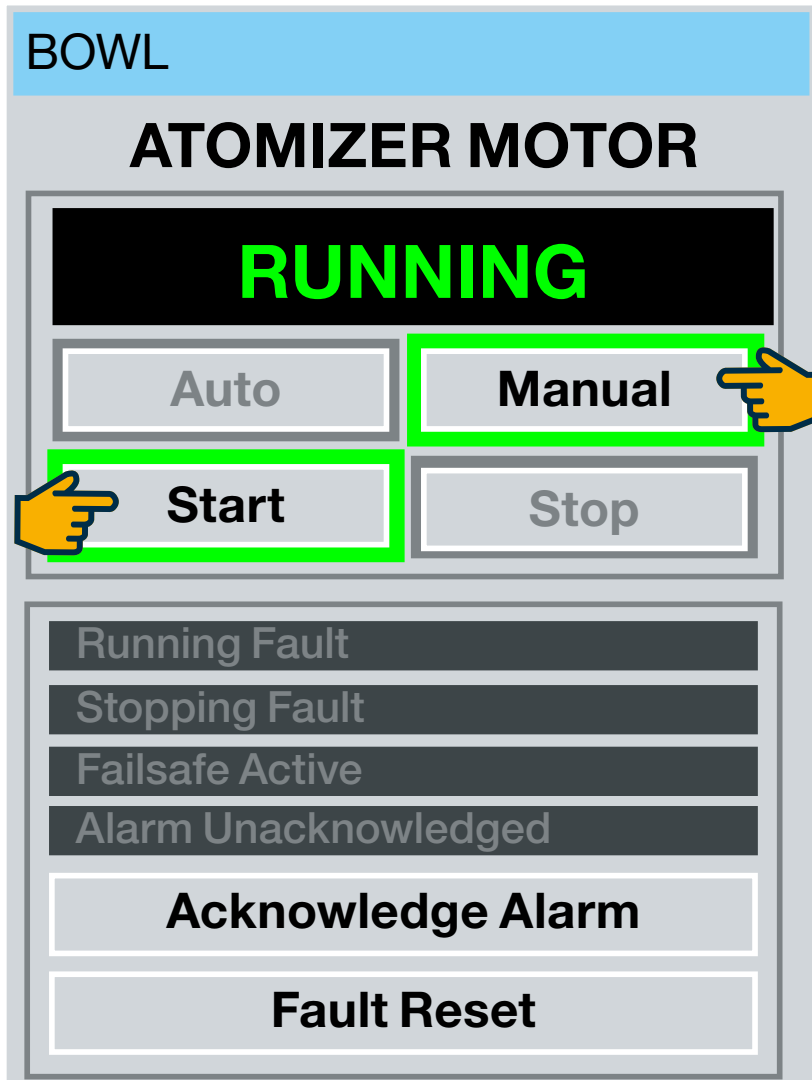 BOWL
ATOMIZER MOTOR
RUNNING
Auto Manual
Start Stop
Running Fault
Stopping Fault
Failsafe Active
Alarm Unacknowledged
Acknowledge Alarm
Fault Reset